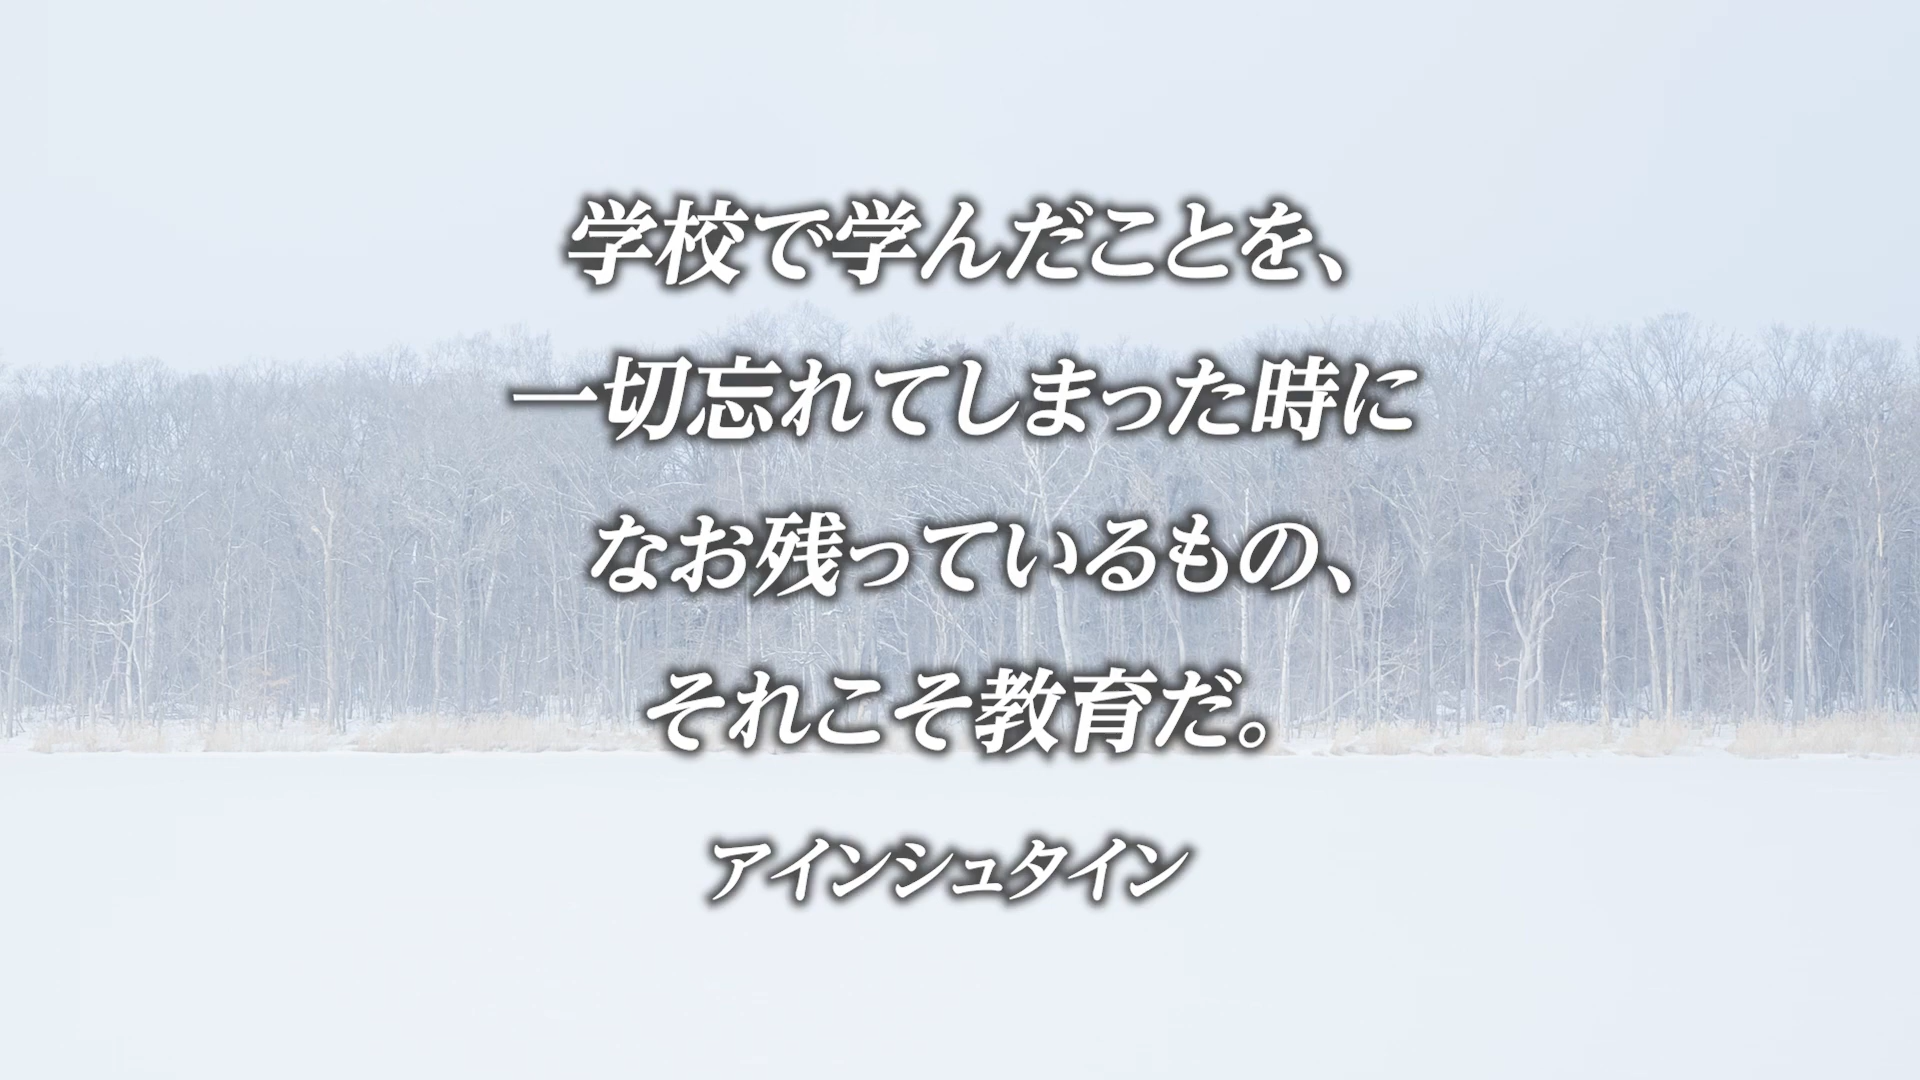 学校で学んだことを、
一切忘れてしまった時に
なお残っているもの、
それこそ教育だ。
アインシュタイン